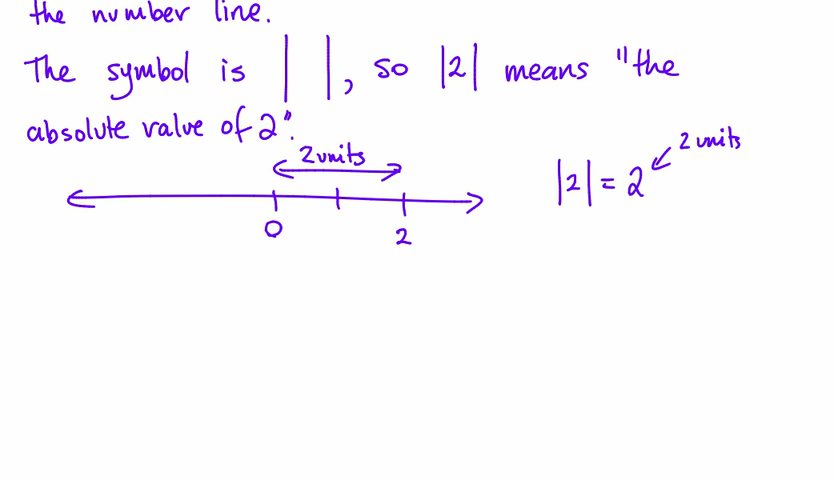 the number line.
The symbol is | |, so |2| means "the
absolute value of 2".
2 units
0 2
|2| = 2
2 units